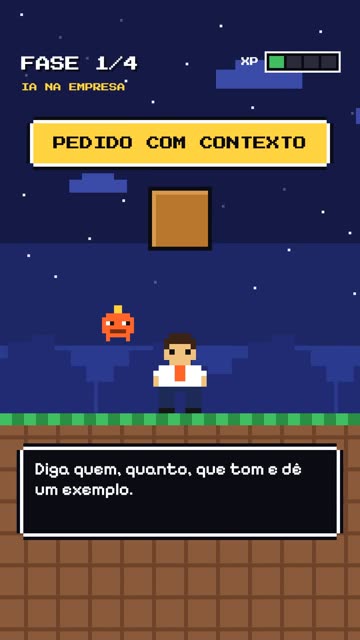 FASE 1/4
XP
IA NA EMPRESA
PEDIDO COM CONTEXTO
Diga quem, quanto, que tom e dê
um exemplo.